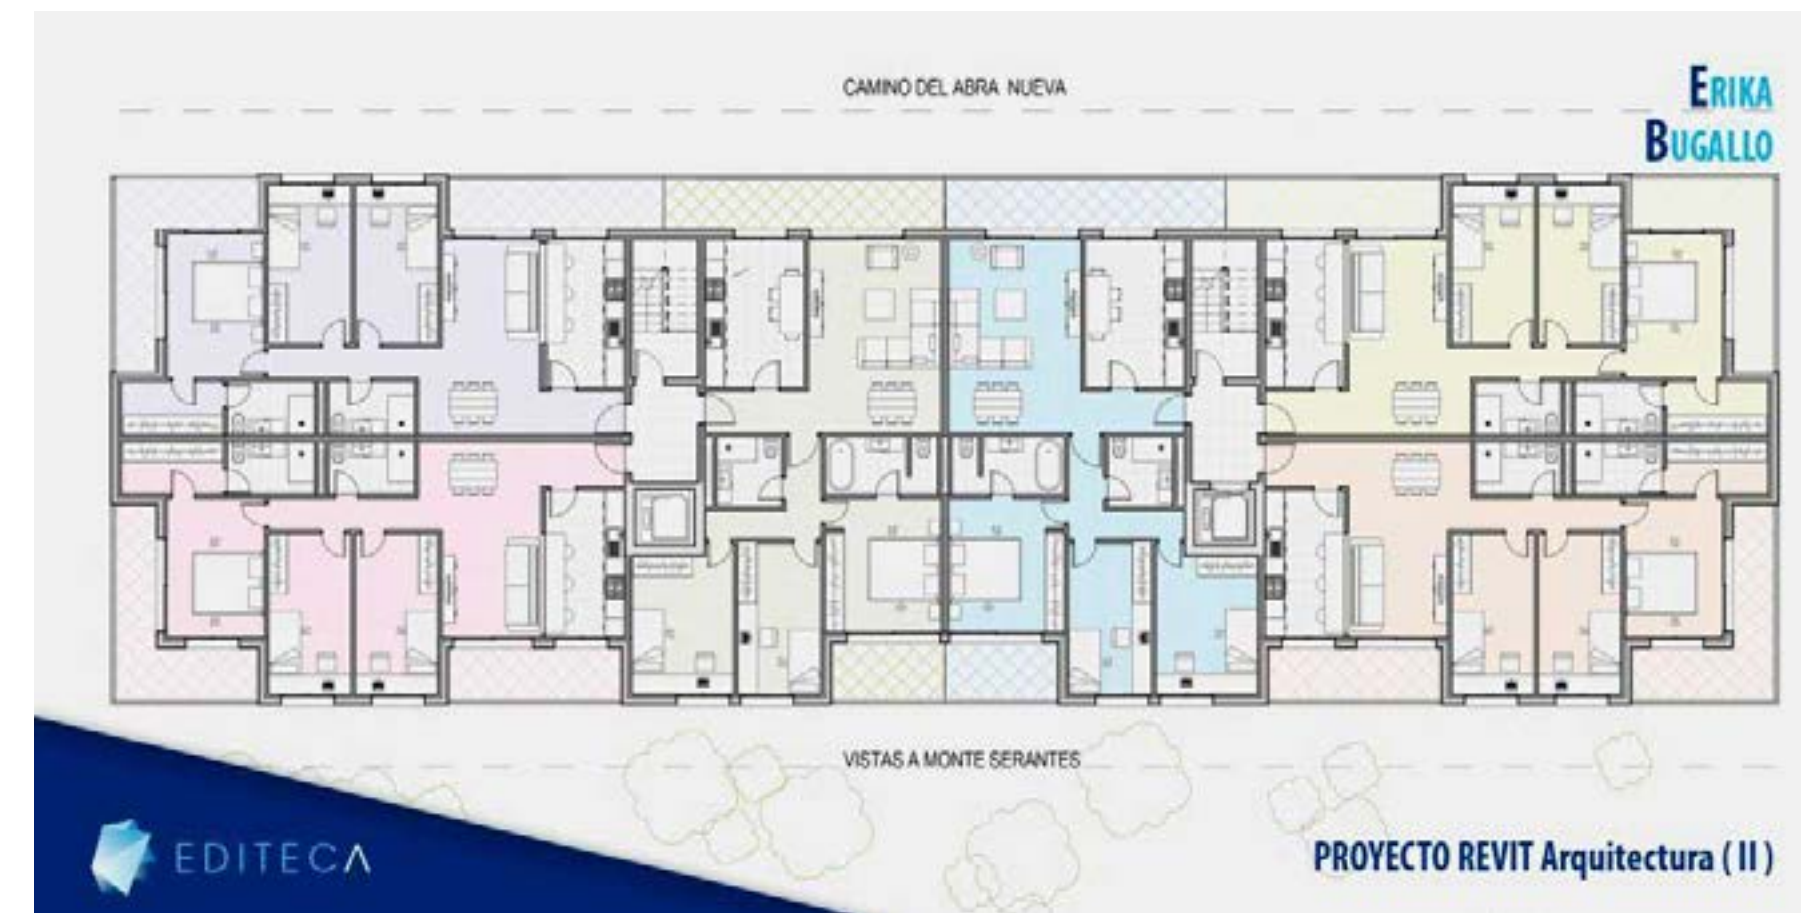 CAMINO DEL ABRA NUEVA
ERIKA
BUGALLO
VISTAS A MONTE SERANTES
EDITECA
PROYECTO REVIT Arquitectura ( II )